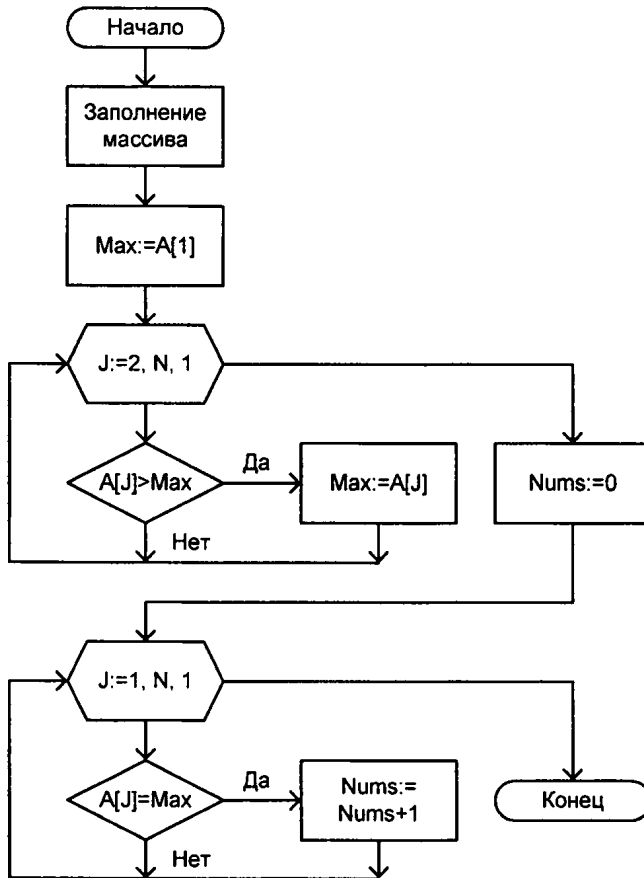 Начало
Заполнение
массива
Max:=A[1]
J:=2, N, 1
A[J]>Max
Да
Max:=A[J]
Nums:=0
Нет
J:=1, N, 1
A[J]=Max
Да
Nums:=
Nums+1
Конец
Нет